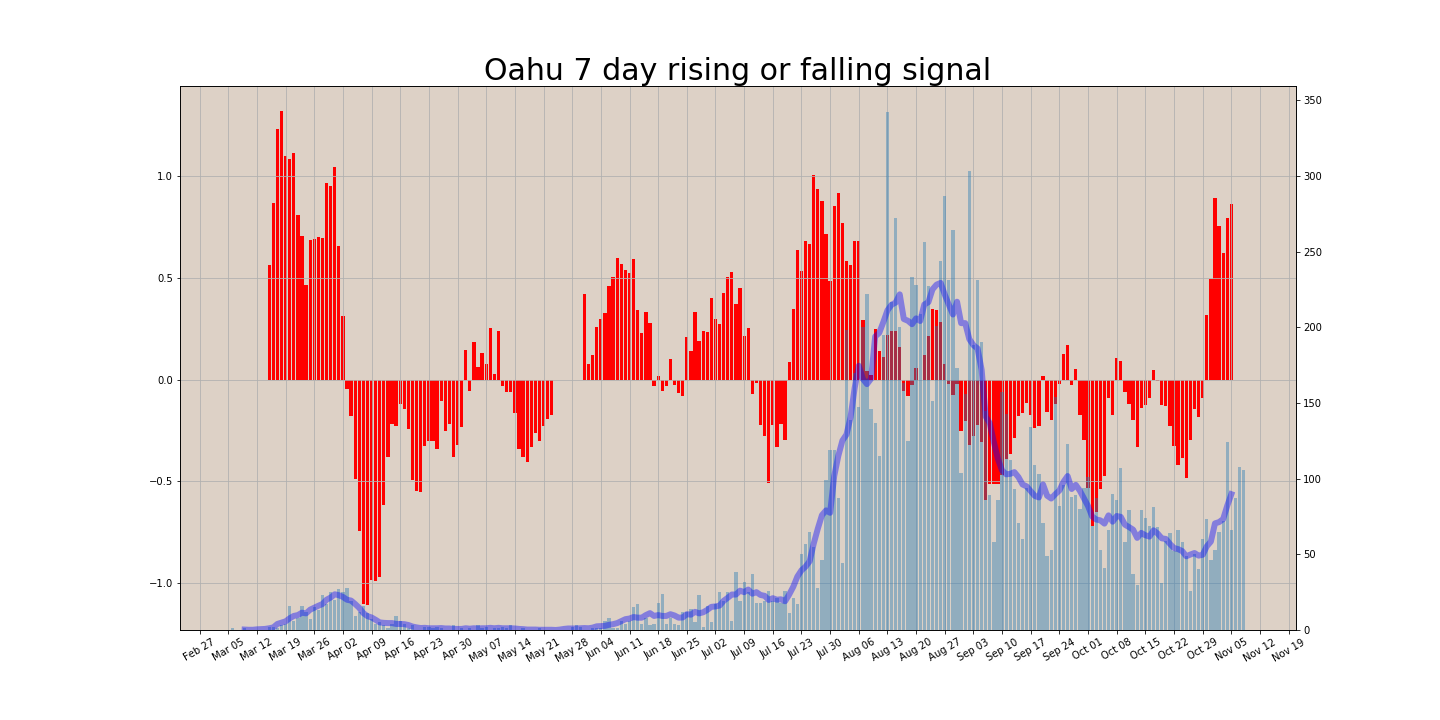 Oahu 7 day rising or falling signal
1.0
0.5
0.0
−0.5
−1.0
350
300
250
200
150
100
50
0
Feb 27
Mar 05
Mar 12
Mar 19
Mar 26
Apr 02
Apr 09
Apr 16
Apr 23
Apr 30
May 07
May 14
May 21
May 28
Jun 04
Jun 11
Jun 18
Jun 25
Jul 02
Jul 09
Jul 16
Jul 23
Jul 30
Aug 06
Aug 13
Aug 20
Aug 27
Sep 03
Sep 10
Sep 17
Sep 24
Oct 01
Oct 08
Oct 15
Oct 22
Oct 29
Nov 05
Nov 12
Nov 19